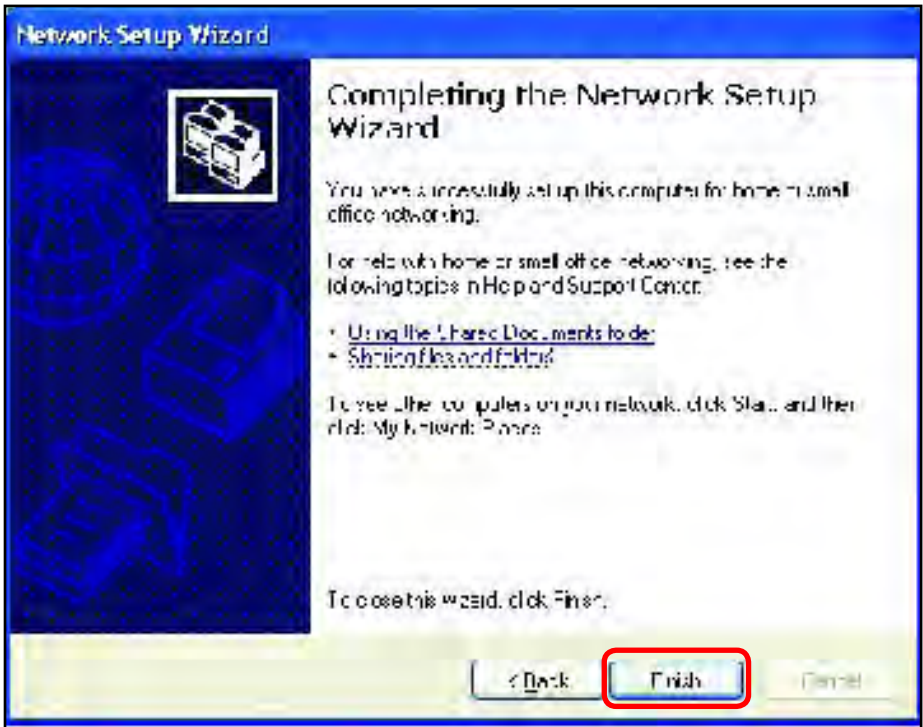 Network Setup Wizard
Completing the Network Setup
Wizard
You have successfully set up this computer for home or small
office networking.
For help with home or small office networking, see the
following topics in Help and Support Center:
• Using the Shared Documents folder
• Sharing files and folders
To see other computers on your network, click Start, and then
click My Network Places.
To close this wizard, click Finish.
< Back
Finish
Cancel